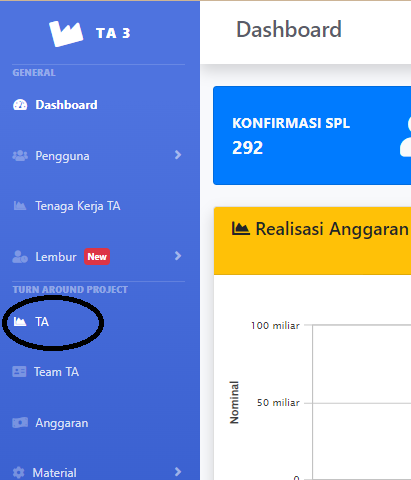 TA 3
Dashboard
GENERAL
Dashboard
Pengguna
Tenaga Kerja TA
Lembur New
TURN AROUND PROJECT
TA
Team TA
Anggaran
Material
KONFIRMASI SPL
292
Realisasi Anggaran
100 miliar
50 miliar
0
Nominal